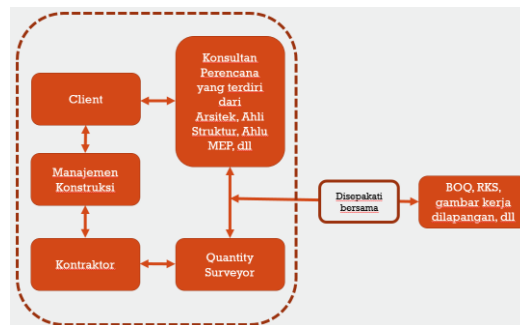 Client
Konsultan
Perencana
yang terdiri
dari
Arsitek, Ahli
Struktur, Ahlu
MEP, dll
Manajemen
Konstruksi
Kontraktor
Quantity
Surveyor
Disepakati
bersama
BOQ, RKS,
gambar kerja
dilapangan, dll